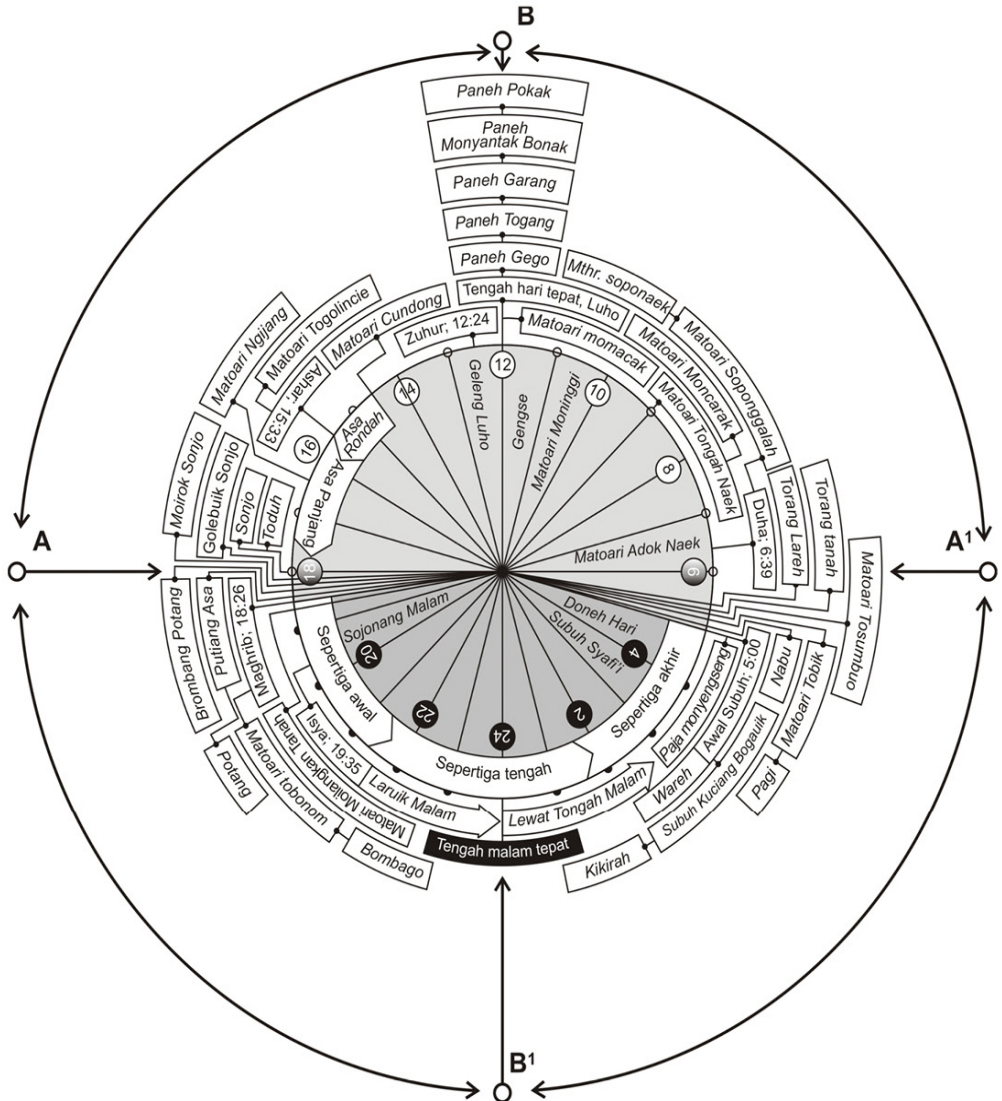 B
Paneh Pokak
Paneh
Monyantak Bonak
Paneh Garang
Paneh Togang
Paneh Gego
Mthr. soponaek
Tengah hari tepat, Luho
Matoari Soponggalah
Matoari Togolincie
Matoari Cundong
Zuhur; 12:24
Matoari momacak
Matoari Moncarak
Matoari Ngijang
Ashar; 15:33
Matoari Tongah Naek
14
12
10
Geleng Luho
Gengse
Matoari Moninggi
Asa
Rondah
16
8
Asa Panjang
Moirok Sonjo
Golebuik Sonjo
Sonjo
Toduh
Duha; 6:39
Torang Lareh
Torang tanah
A
A¹
18
6
Matoari Adok Naek
Matoari Tosumbuo
Brombang Potang
Putiang Asa
Maghrib; 18:26
Sojonang Malam
Doneh Hari
Subuh Syafi'i
20
4
22
2
24
Sepertiga awal
Sepertiga tengah
Sepertiga akhir
Nabu
Matoari Tobik
Pagi
Paja monyengseng
Awal Subuh; 5:00
Isya; 19:35
Potang
Matoari tobonom
Matoari Moliangkan Tanah
Laruik Malam
Lewat Tongah Malam
Wareh
Subuh Kuciang Bogauik
Tengah malam tepat
Bombago
Kikirah
B¹